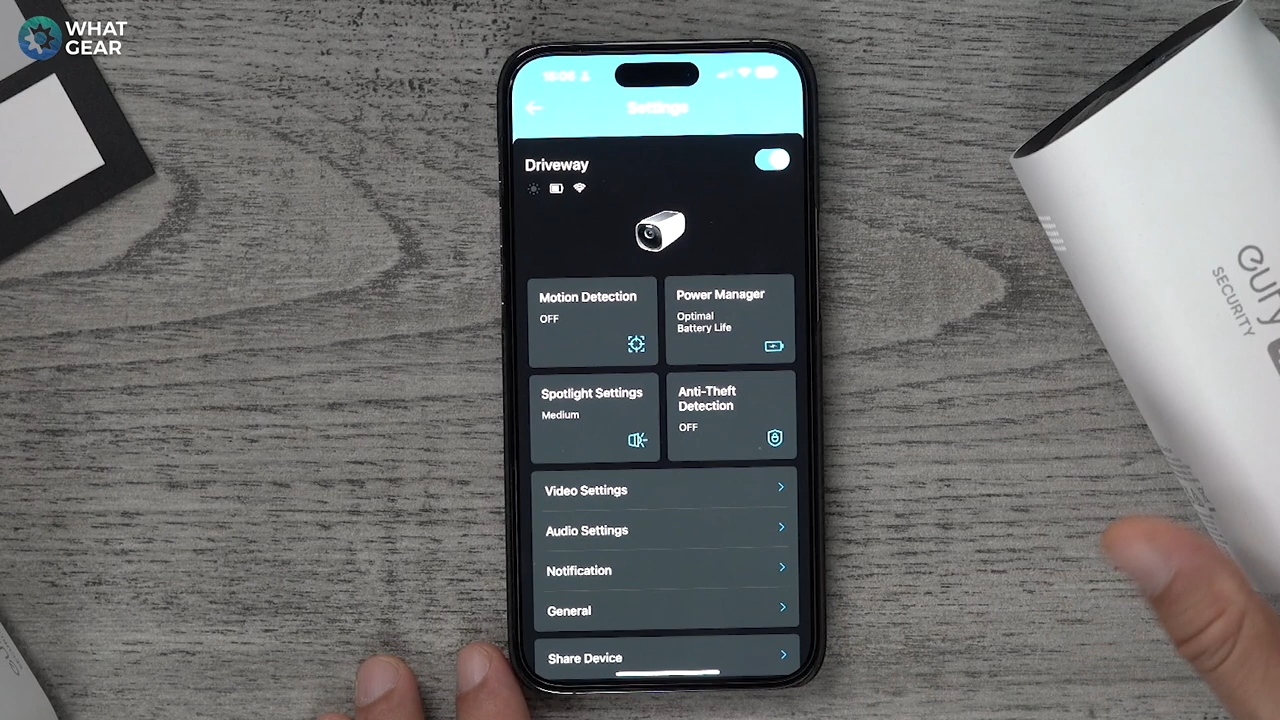 WHAT
GEAR
Settings
Driveway
Motion Detection
OFF
Power Manager
Optimal
Battery Life
Spotlight Settings
Medium
Anti-Theft
Detection
OFF
Video Settings
Audio Settings
Notification
General
Share Device
eufy
SECURITY